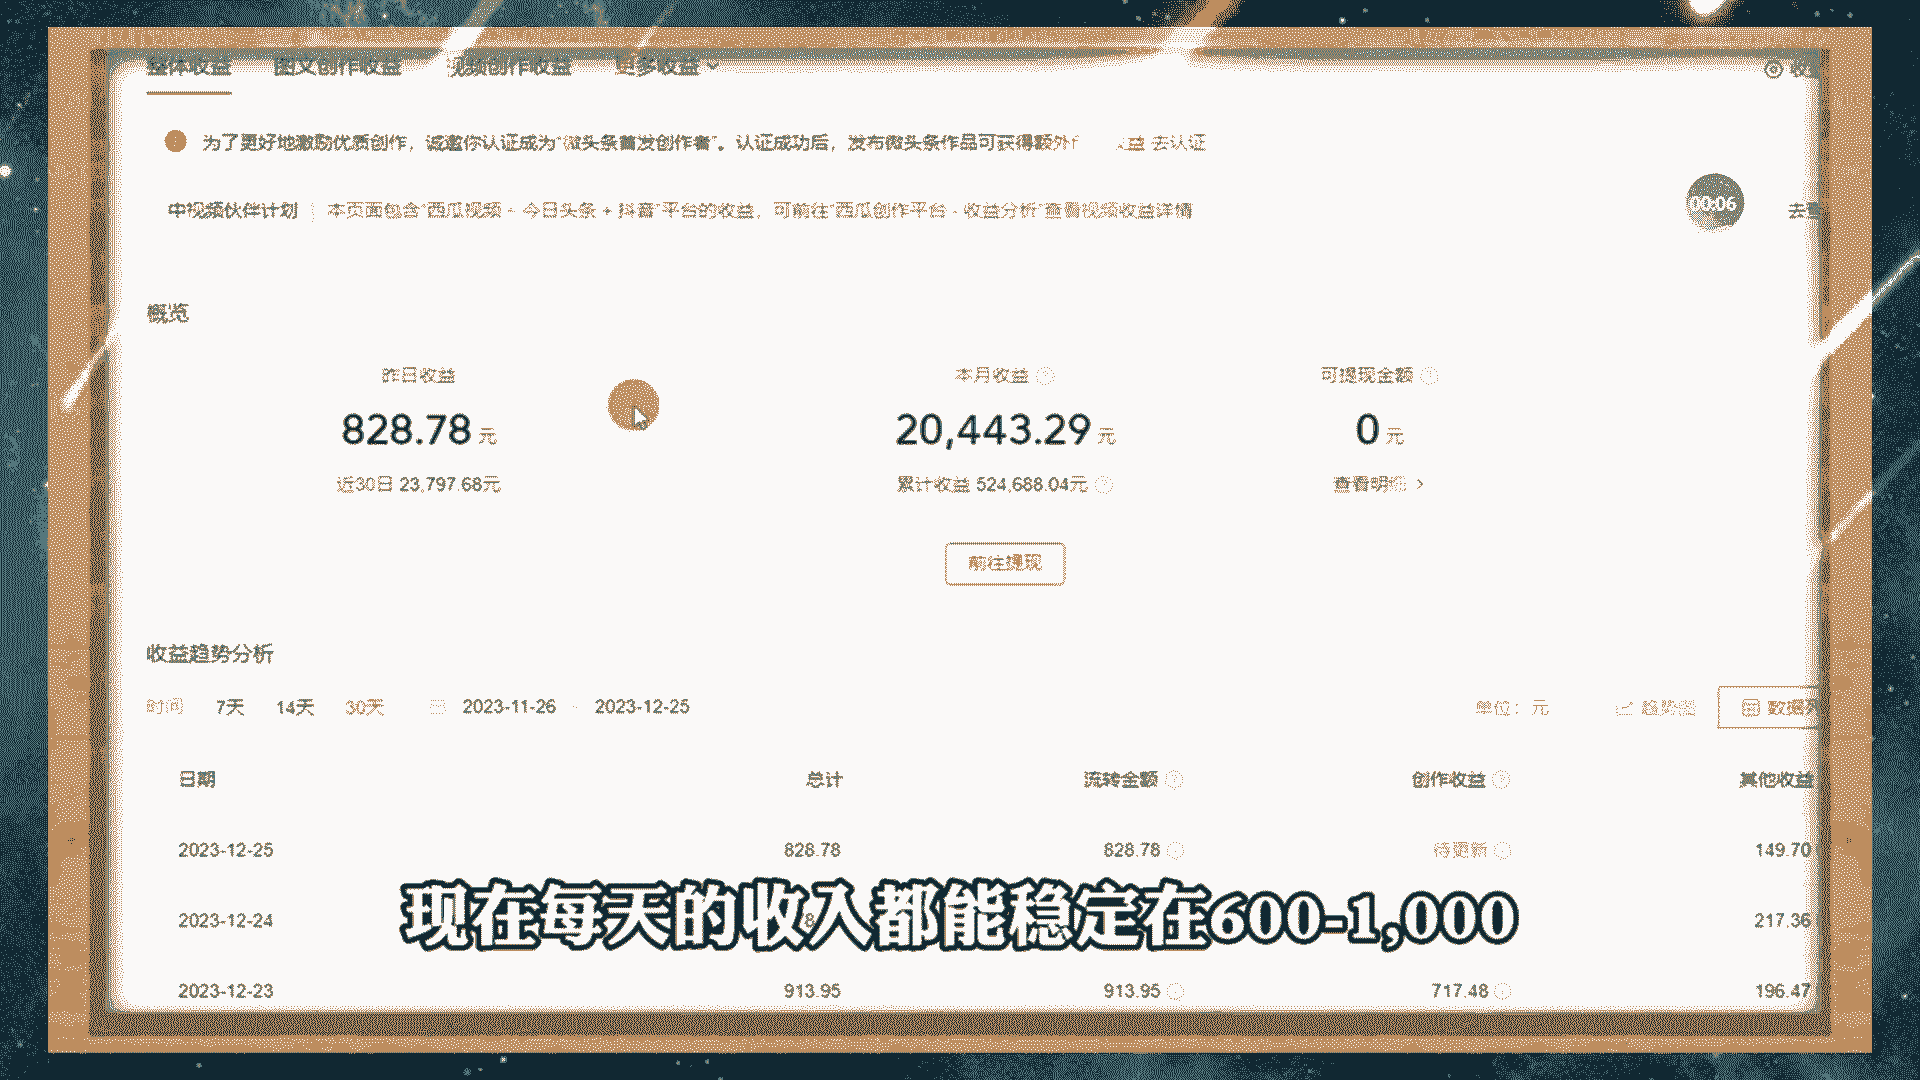 整体收益 图文创作收益 视频创作收益 更多收益
为了更好地激励优质创作，诚邀你认证成为“微头条首发创作者”。认证成功后，发布微头条作品可获得额外 益 去认证
中视频伙伴计划 | 本页面包含“西瓜视频 + 今日头条 + 抖音”平台的收益，可前往“西瓜创作平台 - 收益分析”查看视频收益详情
00:06
概览
昨日收益 本月收益 可提现金额
828.78 元 20,443.29 元 0 元
近30日 23,797.68元 累计收益 524,688.04元 查看明细 >
前往提现
收益趋势分析
时间 7天 14天 30天 2023-11-26 - 2023-12-25 单位：元 趋势图 数据
日期 总计 流转金额 创作收益 其他收益
2023-12-25 828.78 828.78 待更新 149.70
2023-12-24 217.36
现在每天的收入都能稳定在600-1,000
2023-12-23 913.95 913.95 717.48 196.47